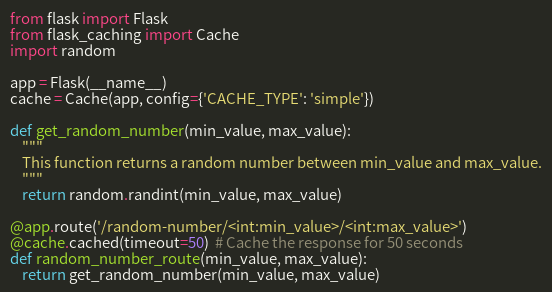 from flask import Flask
from flask_caching import Cache
import random

app = Flask(__name__)
cache = Cache(app, config={'CACHE_TYPE': 'simple'})

def get_random_number(min_value, max_value):
    """
    This function returns a random number between min_value and max_value.
    """
    return random.randint(min_value, max_value)

@app.route('/random-number/<int:min_value>/<int:max_value>')
@cache.cached(timeout=50)  # Cache the response for 50 seconds
def random_number_route(min_value, max_value):
    return get_random_number(min_value, max_value)